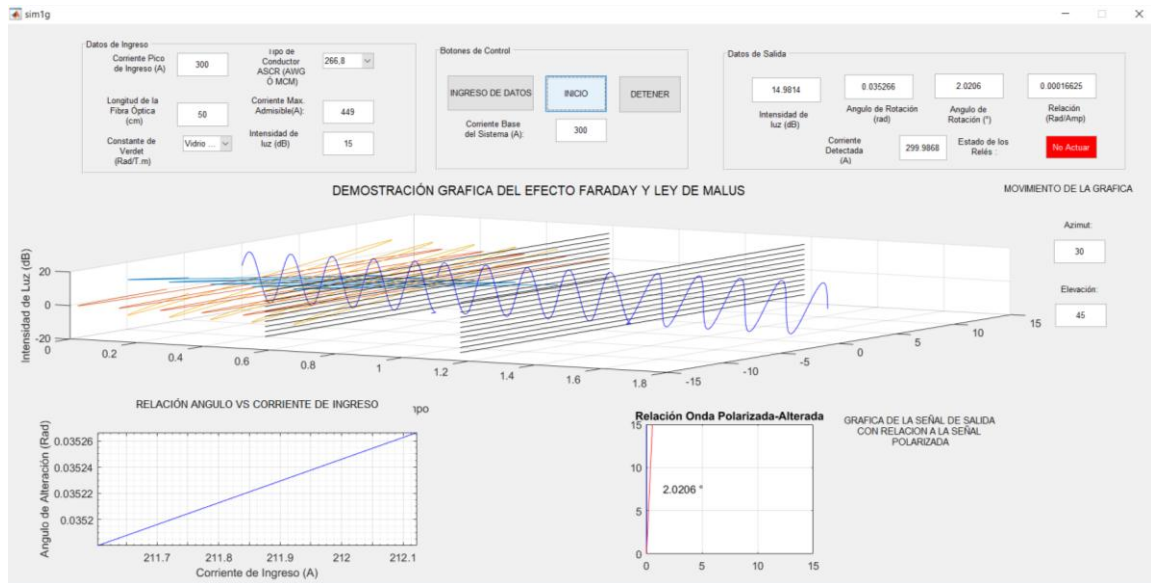 sim1g
Datos de Ingreso
Corriente Pico
de Ingreso (A)
300
Tipo de
Conductor
ASCR (AWG
Ó MCM)
266,8
Longitud de la
Fibra Óptica
(cm)
50
Corriente Max.
Admisible(A):
449
Constante de
Verdet
(Rad/T.m)
Vidrio ...
Intensidad de
luz (dB)
15
Botones de Control
INGRESO DE DATOS
INICIO
DETENER
Corriente Base
del Sistema (A):
300
Datos de Salida
14.9814
Intensidad de
luz (dB)
0.035266
Angulo de Rotación
(rad)
2.0206
Angulo de
Rotación (°)
0.00016625
Relación
(Rad/Amp)
Corriente
Detectada
(A)
299.9868
Estado de los
Relés :
No Actuar
DEMOSTRACIÓN GRAFICA DEL EFECTO FARADAY Y LEY DE MALUS
MOVIMIENTO DE LA GRAFICA
Azimut:
30
Elevación:
45
Intensidad de Luz (dB)
20
0
-20
0
0.2
0.4
0.6
0.8
1
1.2
1.4
1.6
1.8
-15
-10
-5
0
5
10
15
RELACIÓN ANGULO VS CORRIENTE DE INGRESO
mpo
Angulo de Alteración (Rad)
0.03526
0.03524
0.03522
0.0352
211.7
211.8
211.9
212
212.1
Corriente de Ingreso (A)
Relación Onda Polarizada-Alterada
15
10
5
0
2.0206 °
0
5
10
15
GRAFICA DE LA SEÑAL DE SALIDA
CON RELACION A LA SEÑAL
POLARIZADA